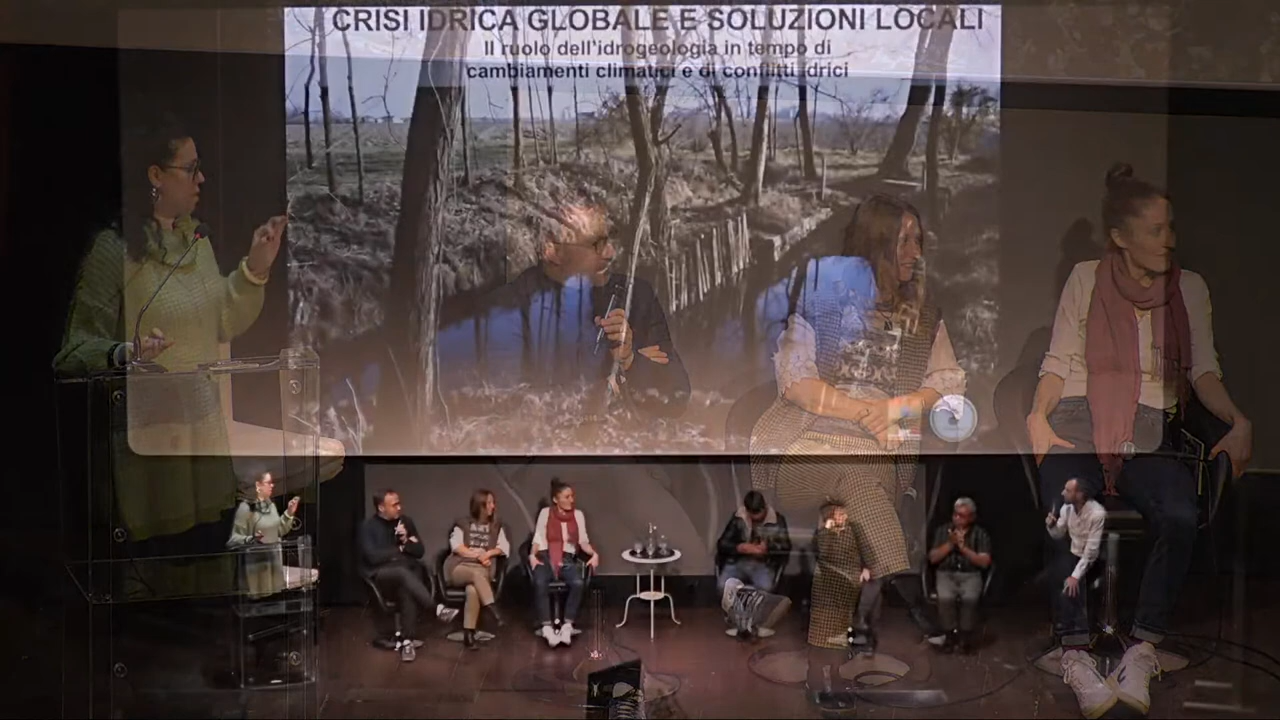 CRISI IDRICA GLOBALE E SOLUZIONI LOCALI
Il ruolo dell'idrogeologia in tempo di
cambiamenti climatici e di conflitti idrici